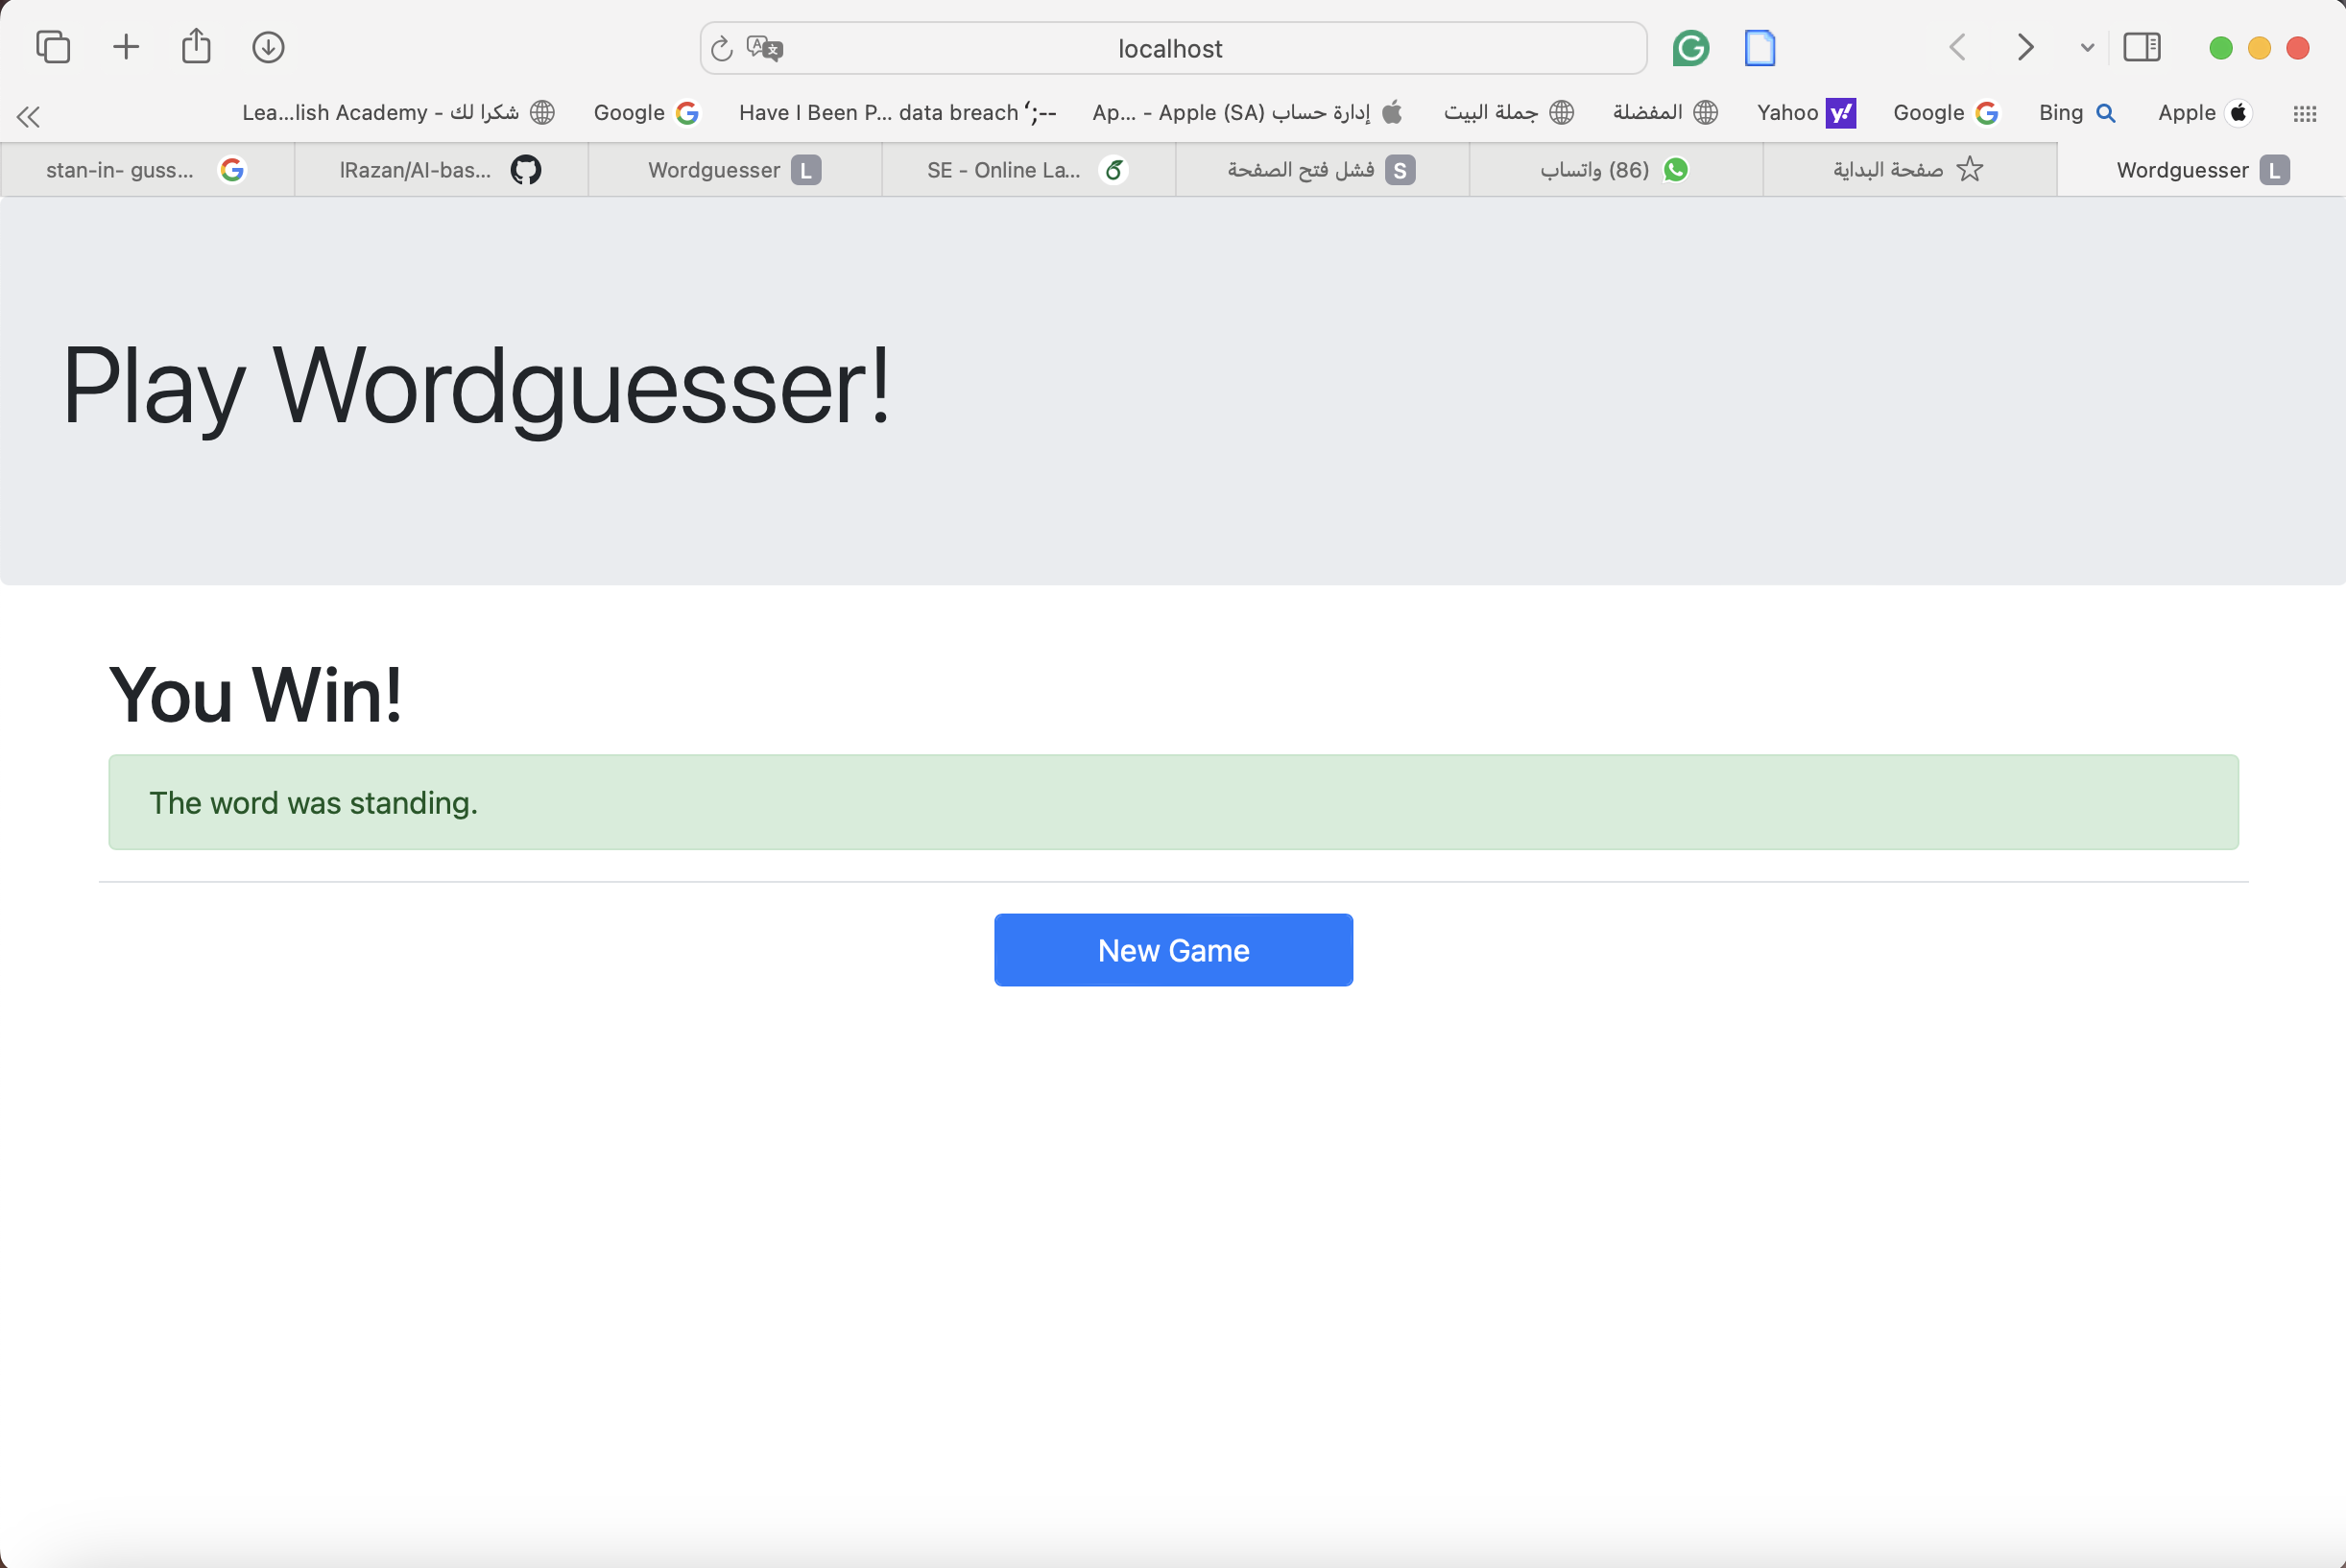 localhost
Lea...lish Academy - شكرا لك
Google
Have I Been P... data breach ';--
Ap... - Apple (SA) إدارة حساب
جملة البيت
المفضلة
Yahoo
Google
Bing
Apple
stan-in- guss...
lRazan/AI-bas...
Wordguesser L
SE - Online La...
فشل فتح الصفحة S
(86) واتساب
صفحة البداية
Wordguesser L
Play Wordguesser!
You Win!
The word was standing.
New Game